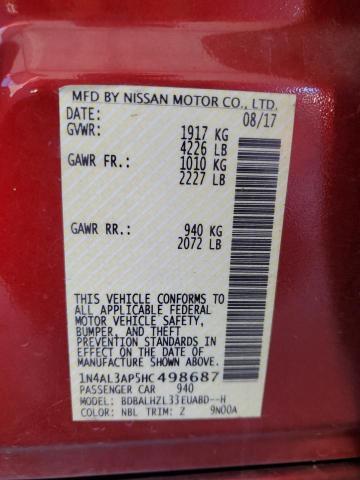 MFD BY NISSAN MOTOR CO., LTD.
DATE: 08/17
GVWR: 1917 KG
4226 LB
GAWR FR.: 1010 KG
2227 LB
GAWR RR.: 940 KG
2072 LB
THIS VEHICLE CONFORMS TO
ALL APPLICABLE FEDERAL
MOTOR VEHICLE SAFETY,
BUMPER, AND THEFT
PREVENTION STANDARDS IN
EFFECT ON THE DATE OF
MANUFACTURE SHOWN ABOVE.
1N4AL3AP5HC498687
PASSENGER CAR 940
MODEL: BDBALHZL33EUABD--H
COLOR: NBL TRIM: Z 9N00A